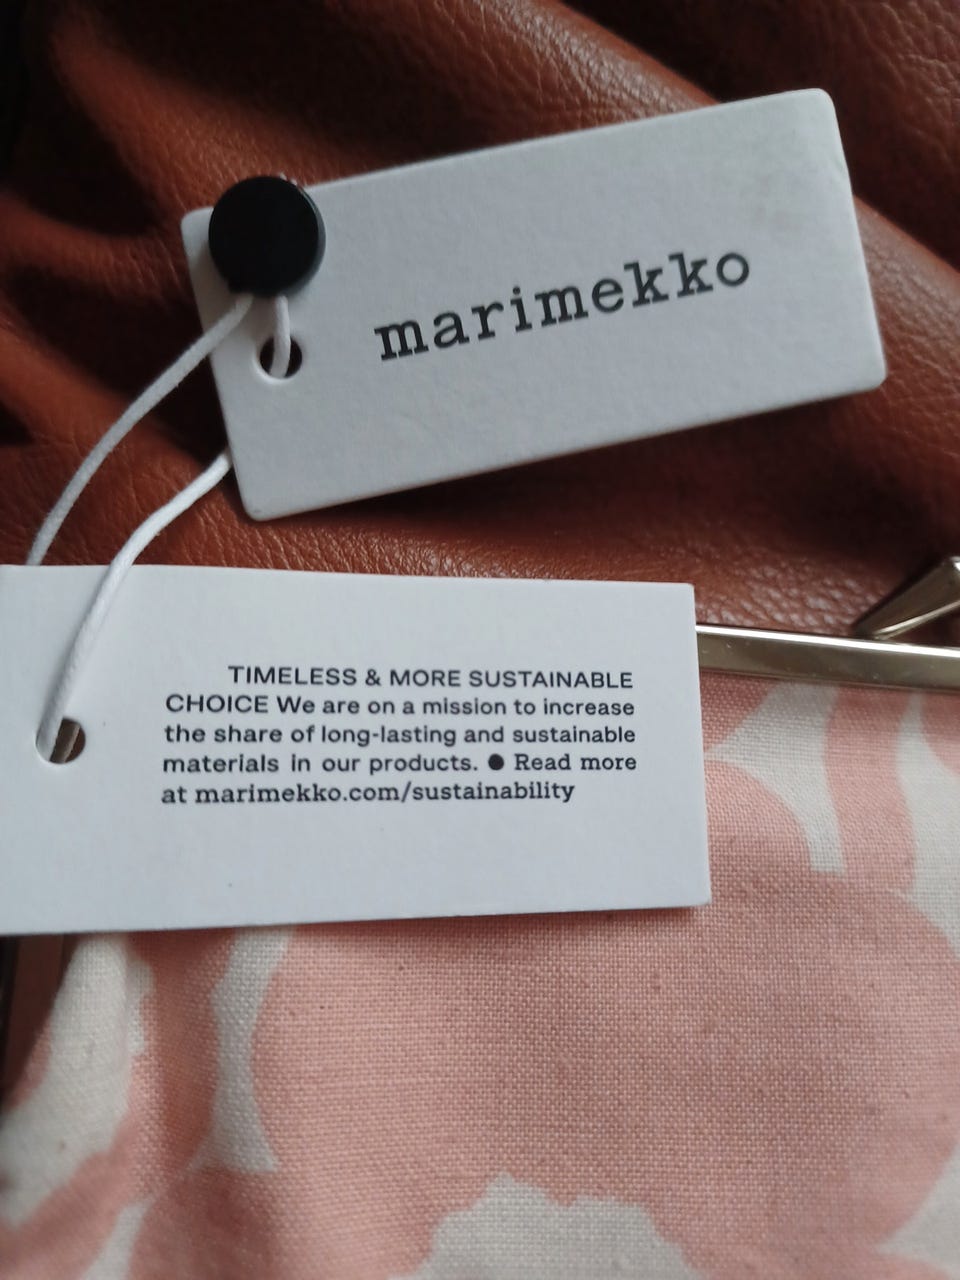 marimekko
TIMELESS & MORE SUSTAINABLE
CHOICE We are on a mission to increase
the share of long-lasting and sustainable
materials in our products. ● Read more
at marimekko.com/sustainability